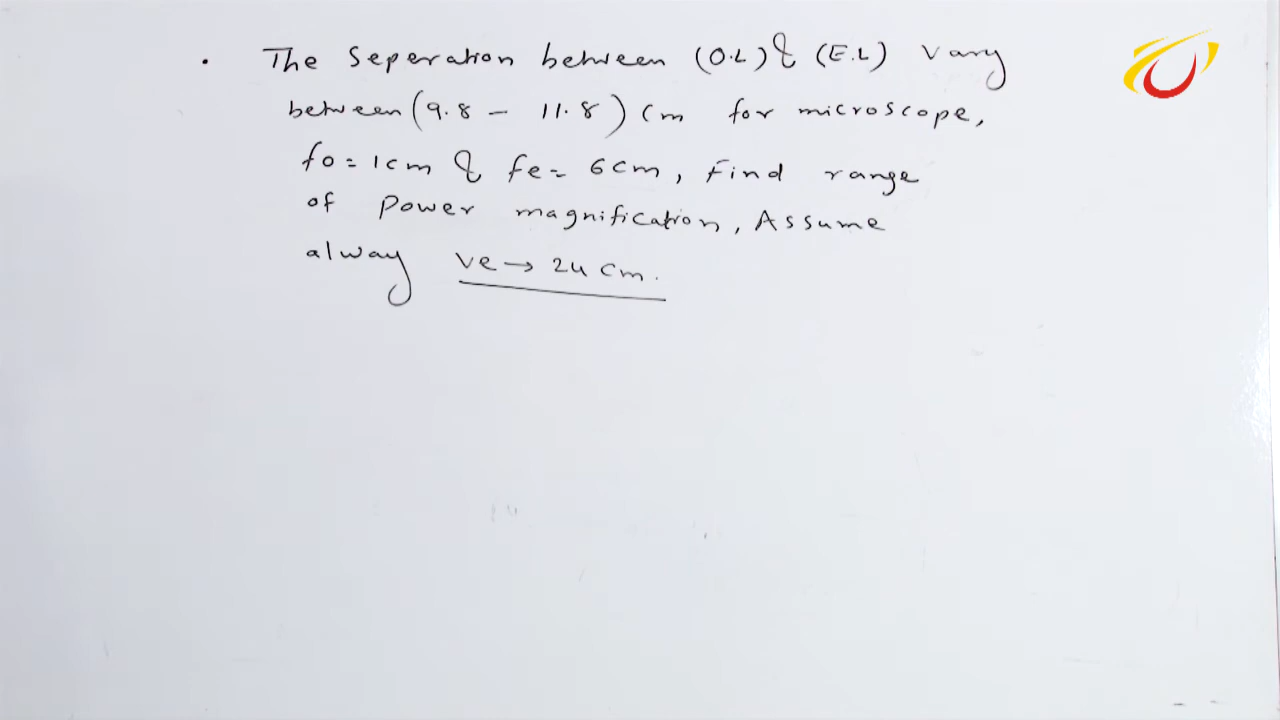 . The Seperation between (O.L) & (E.L) Vary
between (9.8 - 11.8) cm for microscope,
fo = 1cm & fe = 6cm, Find range
of Power magnification, Assume
alway ve → 24 cm.